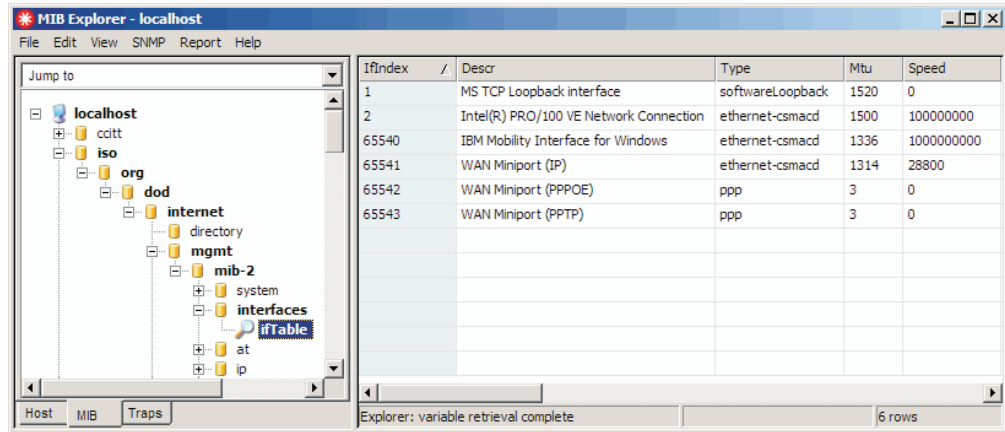 MIB Explorer - localhost
File Edit View SNMP Report Help
Jump to
localhost
ccitt
iso
org
dod
internet
directory
mgmt
mib-2
system
interfaces
ifTable
at
ip
Host MIB Traps
IfIndex Descr Type Mtu Speed
1 MS TCP Loopback interface softwareLoopback 1520 0
2 Intel(R) PRO/100 VE Network Connection ethernet-csmacd 1500 100000000
65540 IBM Mobility Interface for Windows ethernet-csmacd 1336 1000000000
65541 WAN Miniport (IP) ethernet-csmacd 1314 28800
65542 WAN Miniport (PPPOE) ppp 3 0
65543 WAN Miniport (PPTP) ppp 3 0
Explorer: variable retrieval complete 6 rows